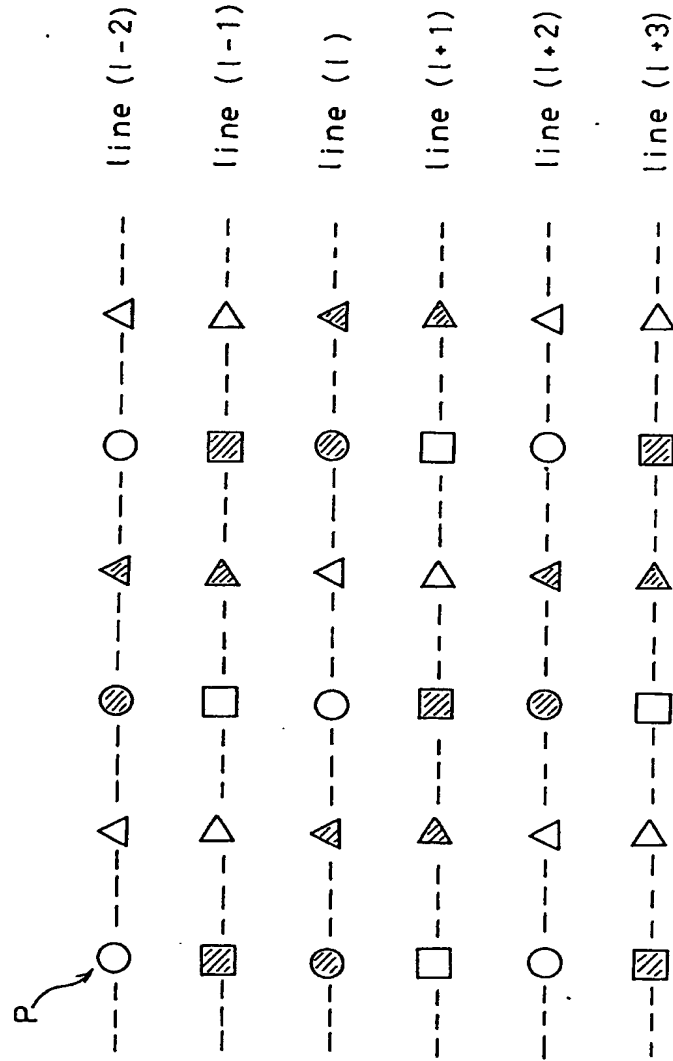 P
line (l-2)
line (l-1)
line (l)
line (l+1)
line (l+2)
line (l+3)